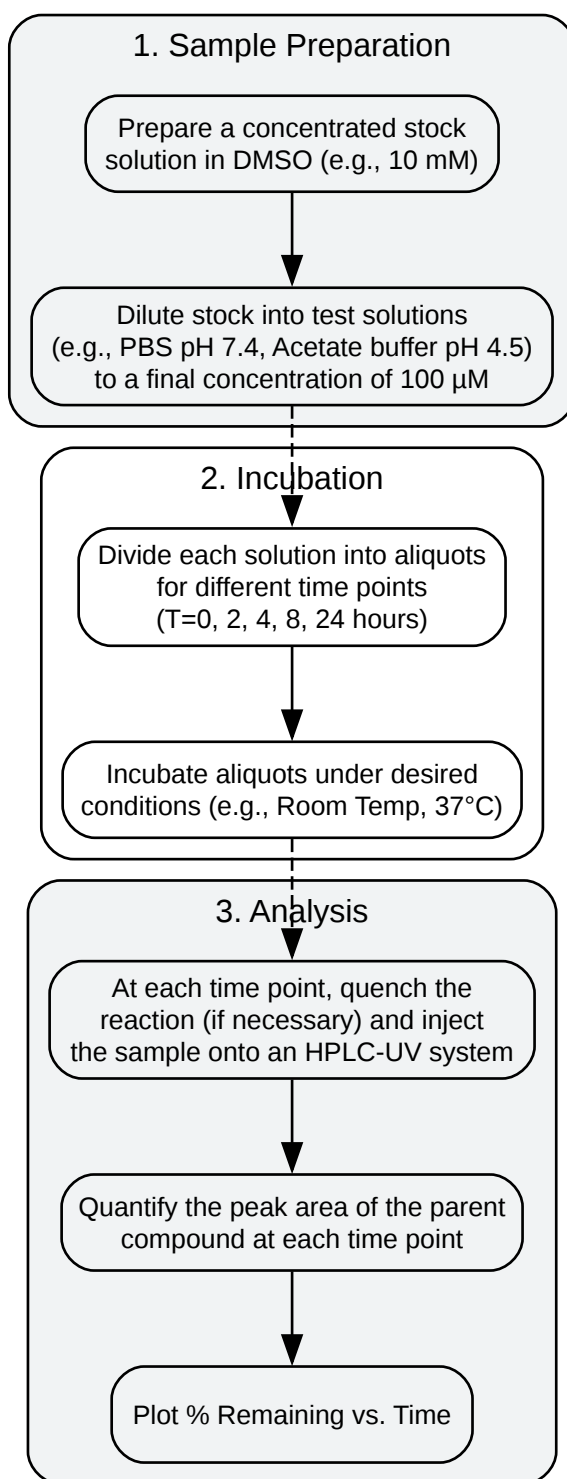 1. Sample Preparation
Prepare a concentrated stock
solution in DMSO (e.g., 10 mM)
Dilute stock into test solutions
(e.g., PBS pH 7.4, Acetate buffer pH 4.5)
to a final concentration of 100 µM
2. Incubation
Divide each solution into aliquots
for different time points
(T=0, 2, 4, 8, 24 hours)
Incubate aliquots under desired
conditions (e.g., Room Temp, 37°C)
3. Analysis
At each time point, quench the
reaction (if necessary) and inject
the sample onto an HPLC-UV system
Quantify the peak area of the parent
compound at each time point
Plot % Remaining vs. Time